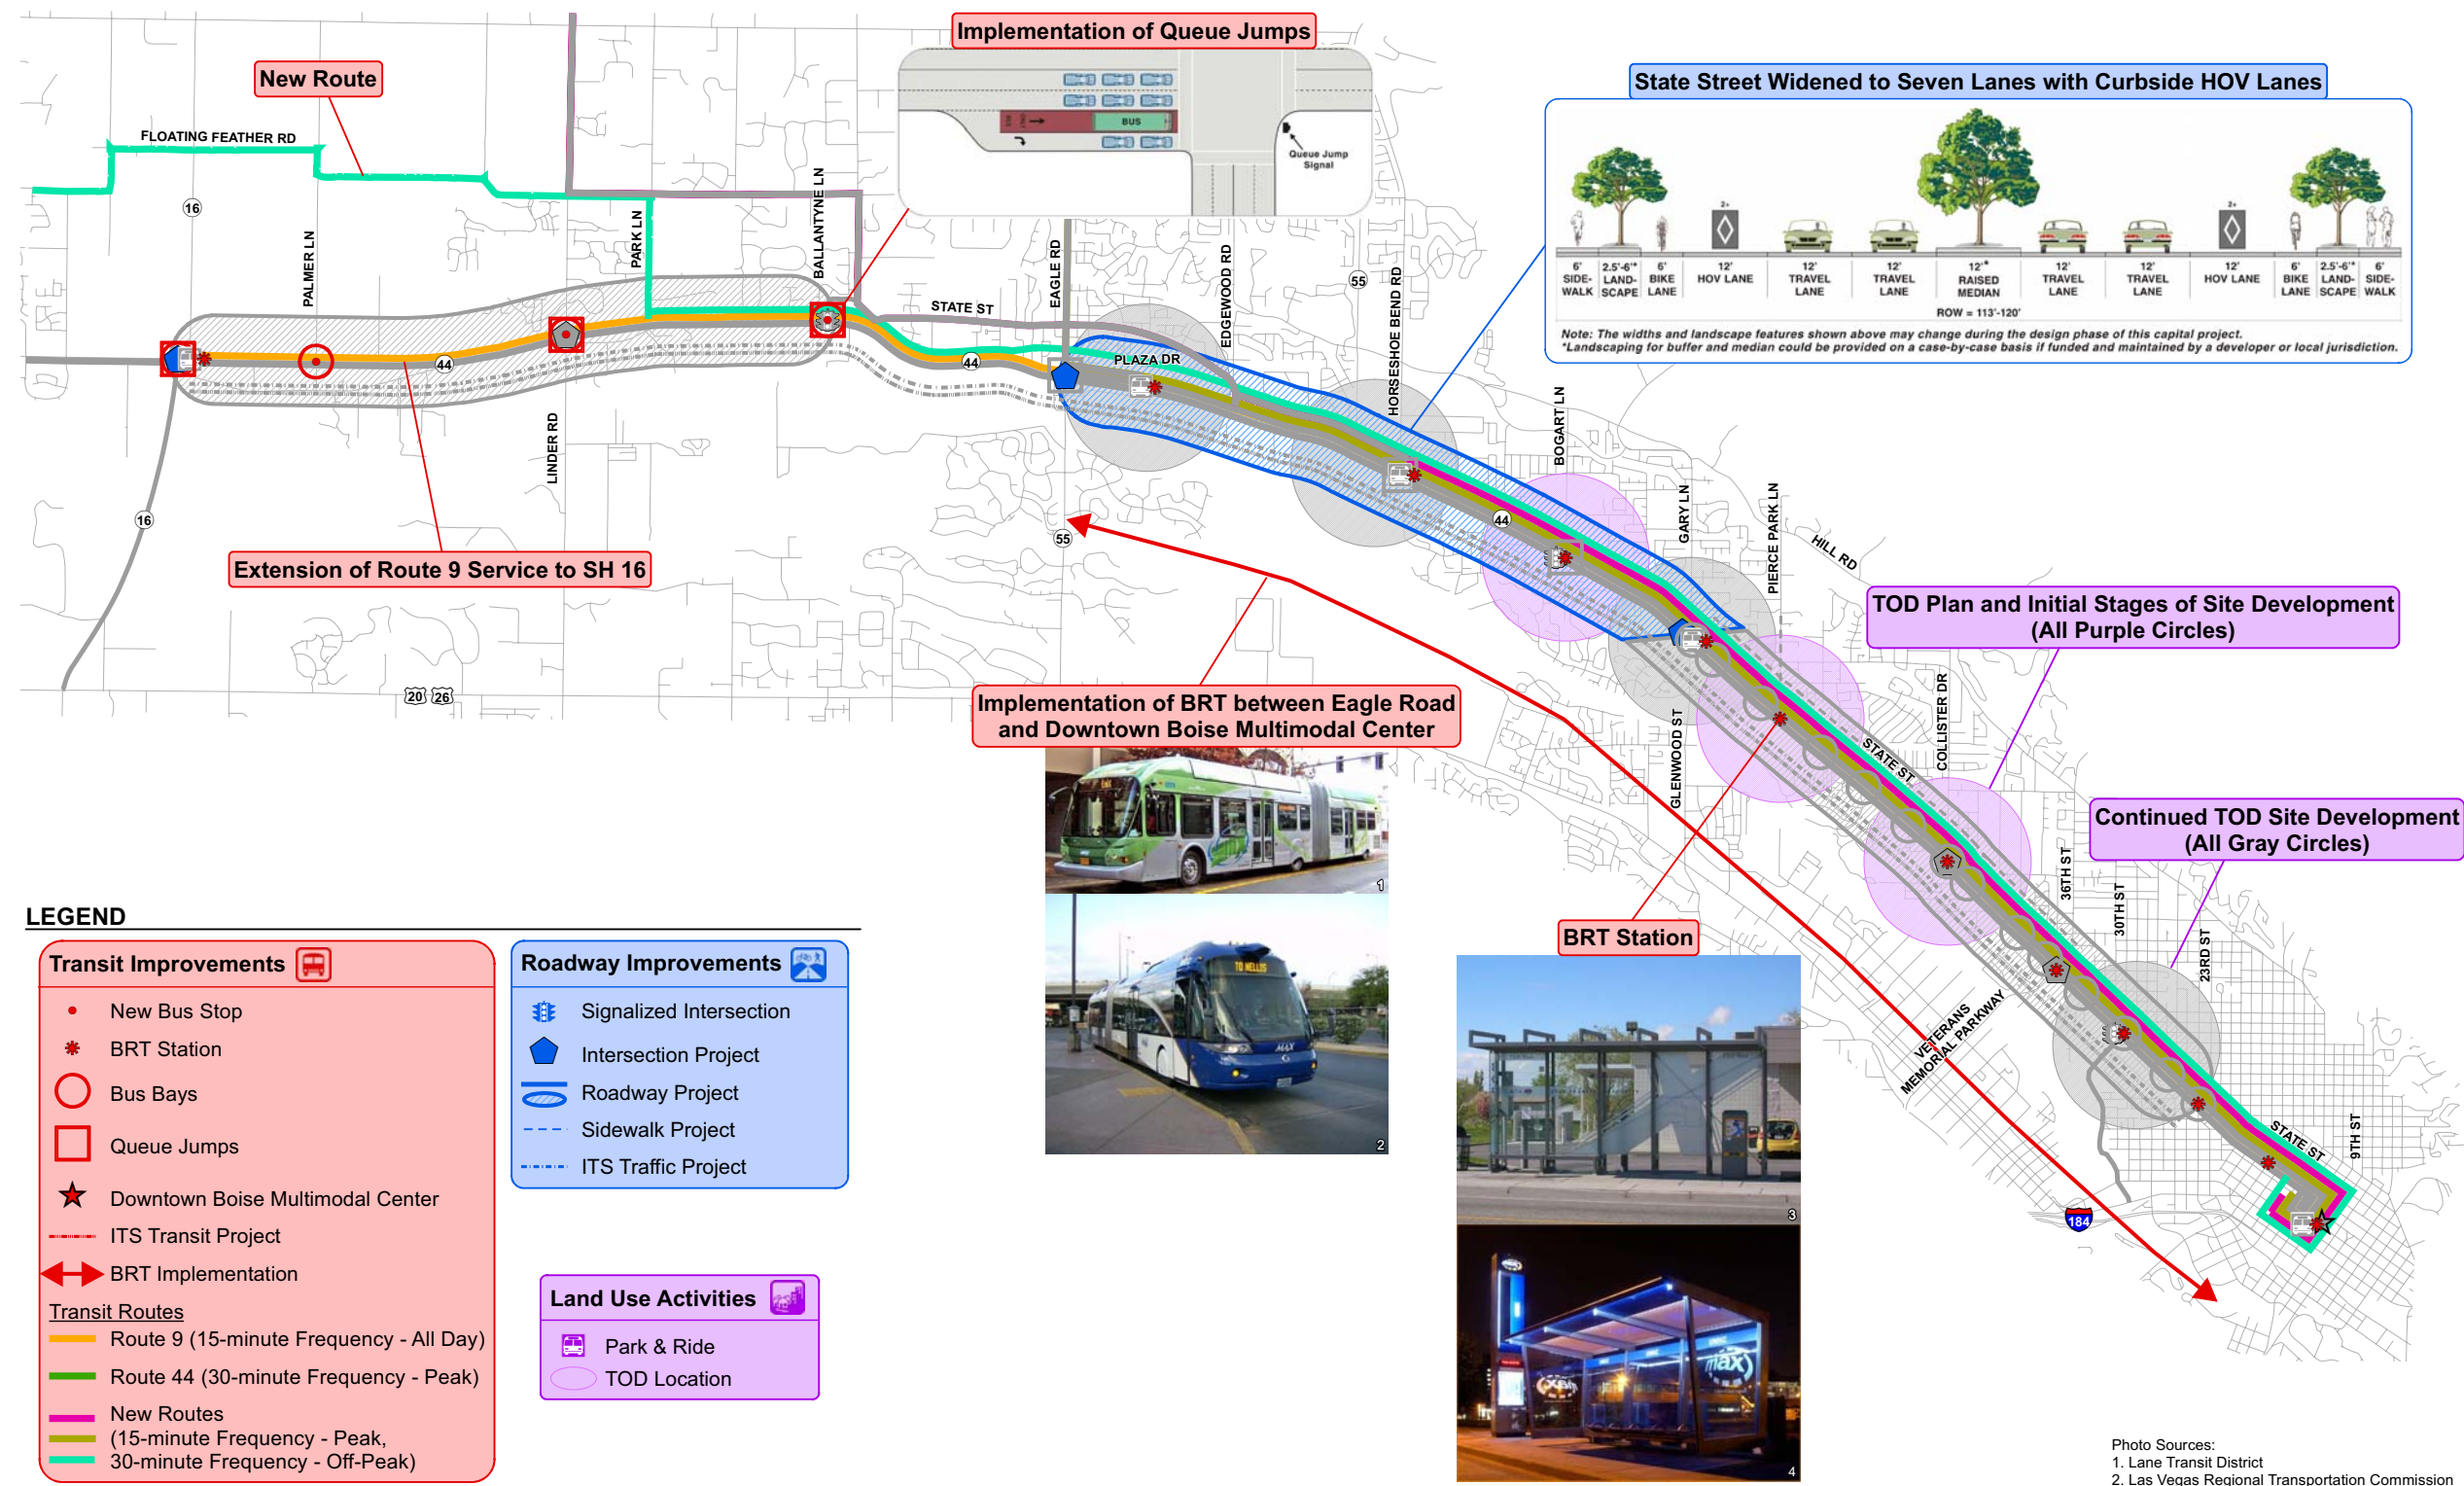 Implementation of Queue Jumps
BUS
Queue Jump
Signal
New Route
State Street Widened to Seven Lanes with Curbside HOV Lanes
2+
2+
6'
SIDE-
WALK
2.5'-6'*
LAND-
SCAPE
6'
BIKE
LANE
12'
HOV LANE
12'
TRAVEL
LANE
12'
TRAVEL
LANE
12'*
RAISED
MEDIAN
12'
TRAVEL
LANE
12'
TRAVEL
LANE
12'
HOV LANE
6'
BIKE
LANE
2.5'-6'*
LAND-
SCAPE
6'
SIDE-
WALK
ROW = 113'-120'
Note: The widths and landscape features shown above may change during the design phase of this capital project.
*Landscaping for buffer and median could be provided on a case-by-case basis if funded and maintained by a developer or local jurisdiction.
FLOATING FEATHER RD
16
PALMER LN
PARK LN
BALLANTYNE LN
EAGLE RD
STATE ST
EDGEWOOD RD
55
HORSESHOE BEND RD
44
44
PLAZA DR
LINDER RD
16
BOGART LN
44
55
GARY LN
PIERCE PARK LN
HILL RD
Extension of Route 9 Service to SH 16
20 26
TOD Plan and Initial Stages of Site Development
(All Purple Circles)
Implementation of BRT between Eagle Road
and Downtown Boise Multimodal Center
GLENWOOD ST
STATE ST
COLLISTER DR
Continued TOD Site Development
(All Gray Circles)
36TH ST
30TH ST
23RD ST
BRT Station
1
TO NELLIS
MAX
2
VETERANS
MEMORIAL PARKWAY
STATE ST
9TH ST
184
3
max
max
4
LEGEND
Transit Improvements
New Bus Stop
BRT Station
Bus Bays
Queue Jumps
Downtown Boise Multimodal Center
ITS Transit Project
BRT Implementation
Transit Routes
Route 9 (15-minute Frequency - All Day)
Route 44 (30-minute Frequency - Peak)
New Routes
(15-minute Frequency - Peak,
30-minute Frequency - Off-Peak)
Roadway Improvements
Signalized Intersection
Intersection Project
Roadway Project
Sidewalk Project
ITS Traffic Project
Land Use Activities
Park & Ride
TOD Location
Photo Sources:
1. Lane Transit District
2. Las Vegas Regional Transportation Commission